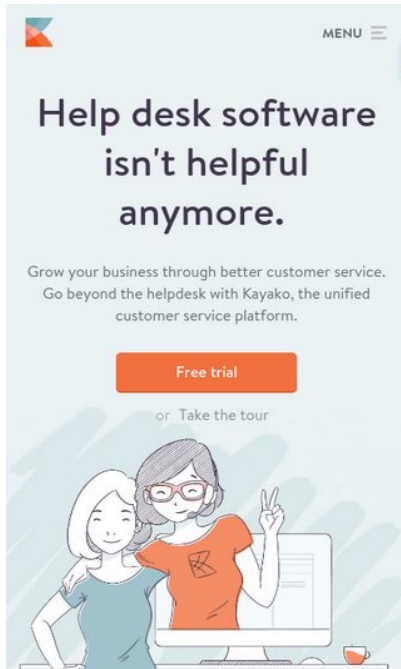 MENU
Help desk software
isn't helpful
anymore.
Grow your business through better customer service.
Go beyond the helpdesk with Kayako, the unified
customer service platform.
Free trial
or Take the tour